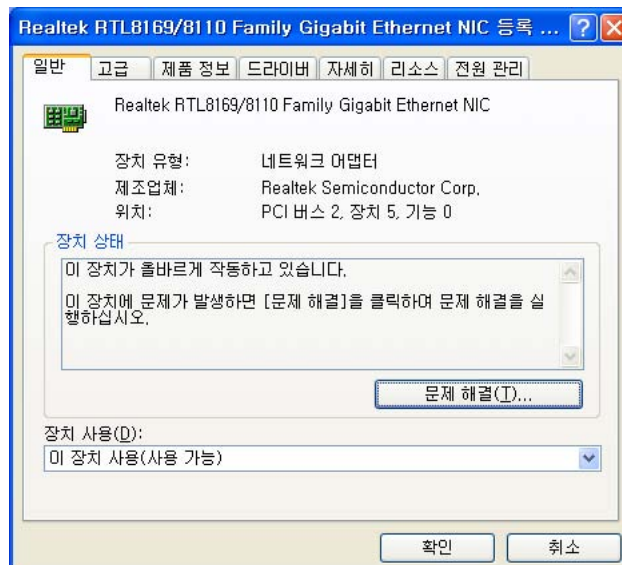 Realtek RTL8169/8110 Family Gigabit Ethernet NIC 등록 ...
일반 고급 제품 정보 드라이버 자세히 리소스 전원 관리
Realtek RTL8169/8110 Family Gigabit Ethernet NIC
장치 유형: 네트워크 어댑터
제조업체: Realtek Semiconductor Corp.
위치: PCI 버스 2, 장치 5, 기능 0
장치 상태
이 장치가 올바르게 작동하고 있습니다.
이 장치에 문제가 발생하면 [문제 해결]을 클릭하여 문제 해결을 실
행하십시오.
문제 해결(T)...
장치 사용(D):
이 장치 사용(사용 가능)
확인 취소